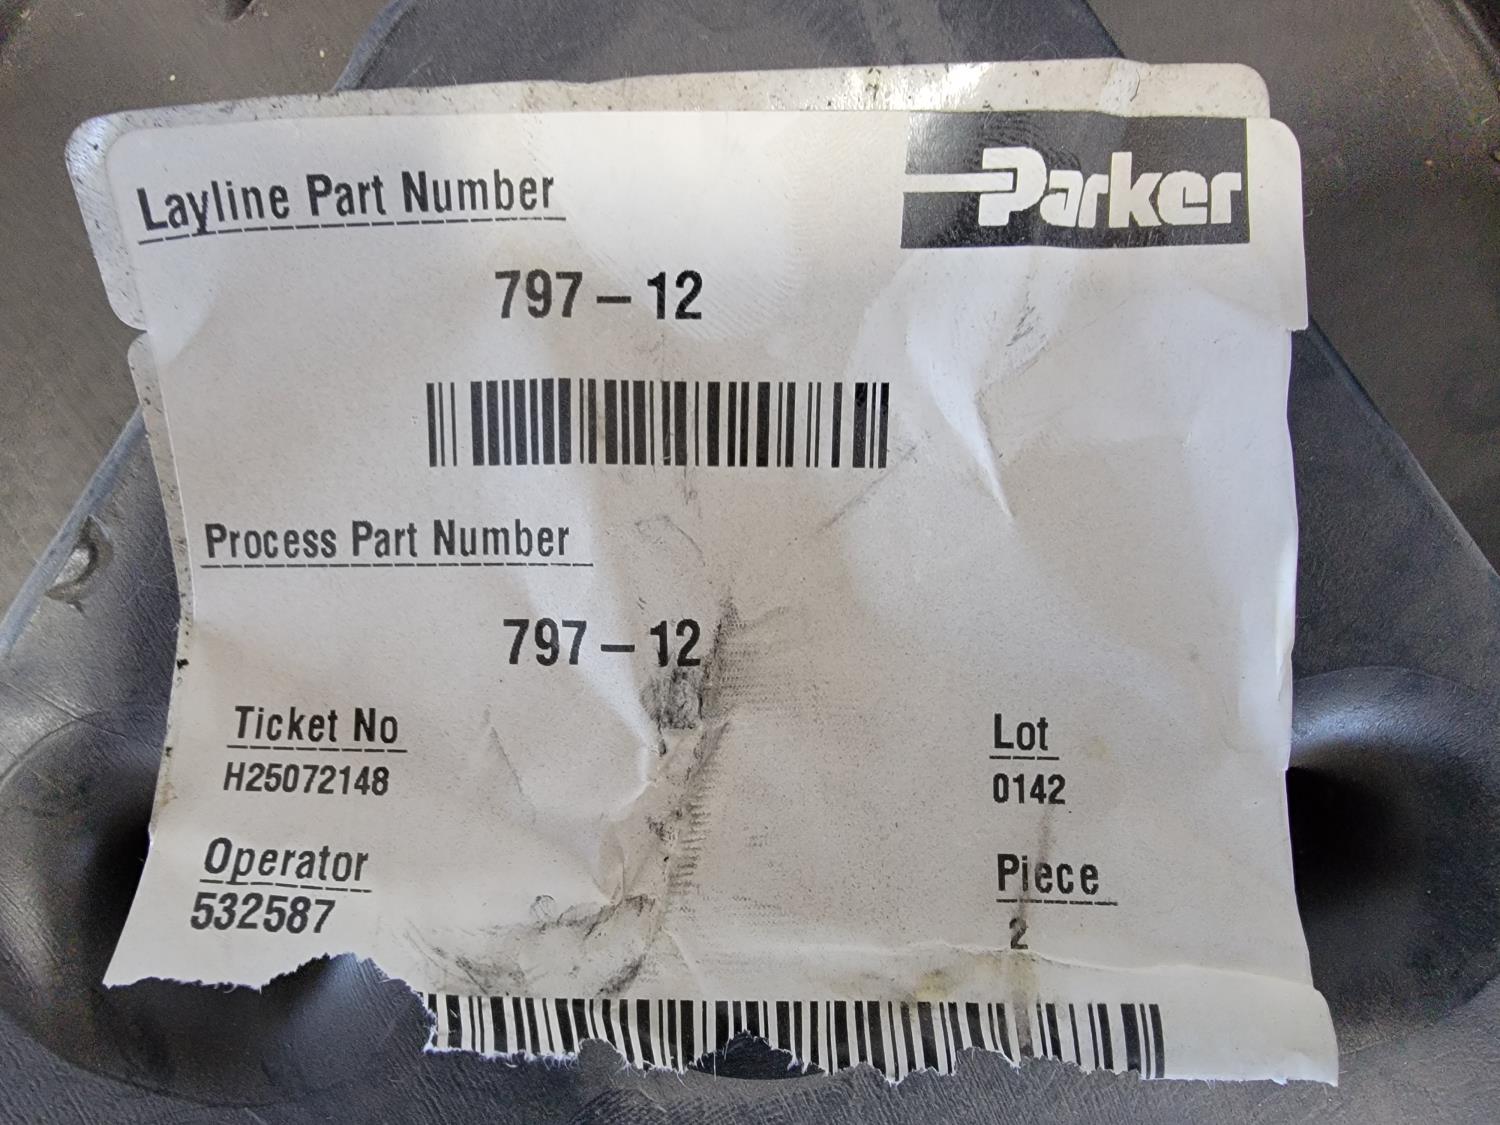 Layline Part Number
Parker
797-12
Process Part Number
797-12
Ticket No
H25072148
Lot
0142
Operator
532587
Piece
2